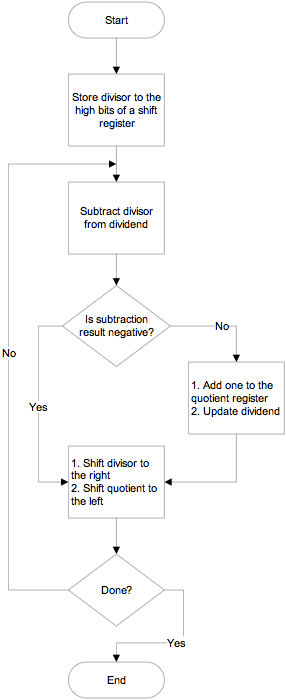 Start
Store divisor to the
high bits of a shift
register
Subtract divisor
from dividend
Is subtraction
result negative?
No
No
1. Add one to the
quotient register
2. Update dividend
Yes
1. Shift divisor to
the right
2. Shift quotient to
the left
Done?
Yes
End